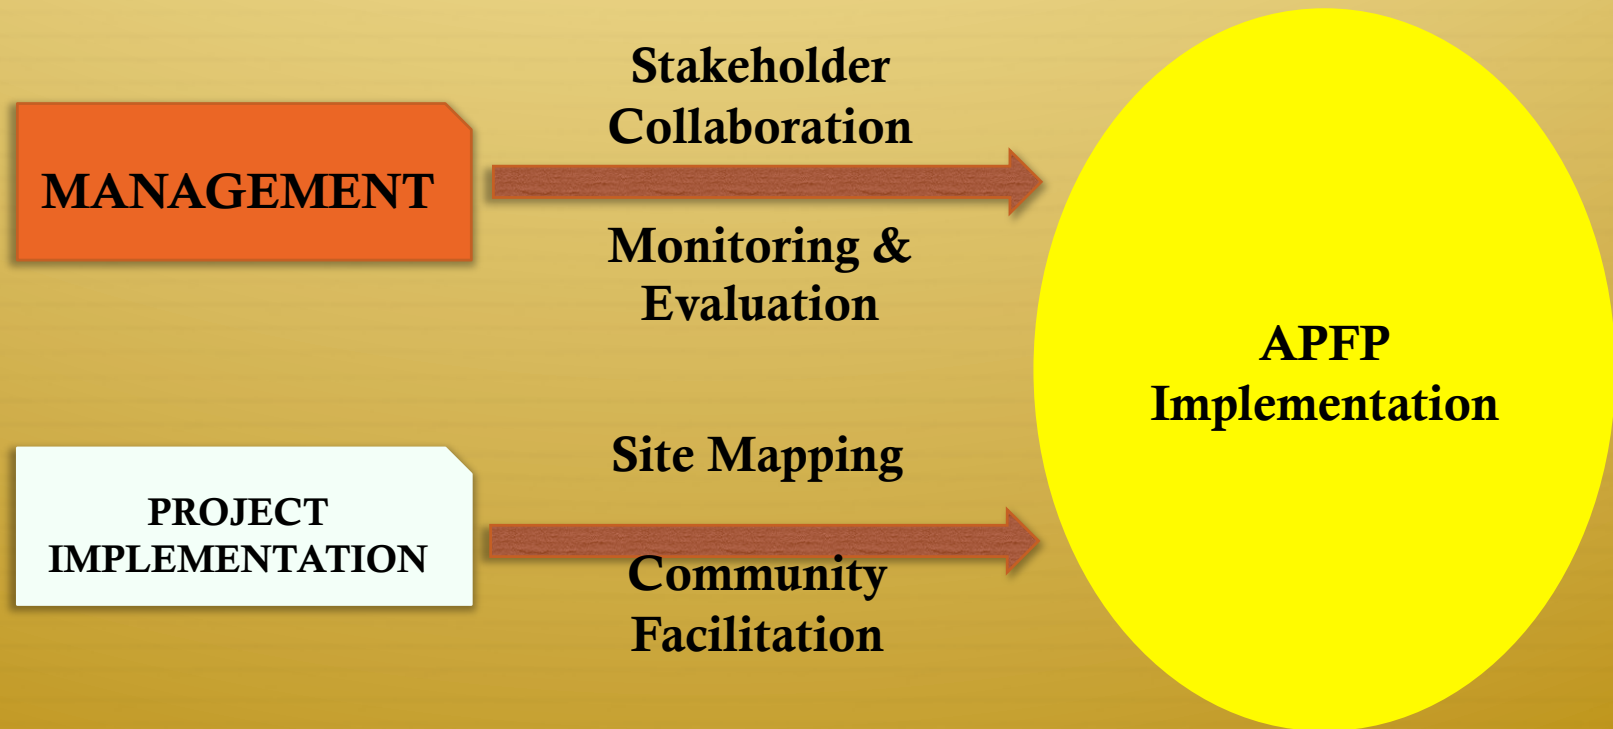 MANAGEMENT
Stakeholder
Collaboration
Monitoring &
Evaluation
PROJECT
IMPLEMENTATION
Site Mapping
Community
Facilitation
APFP
Implementation